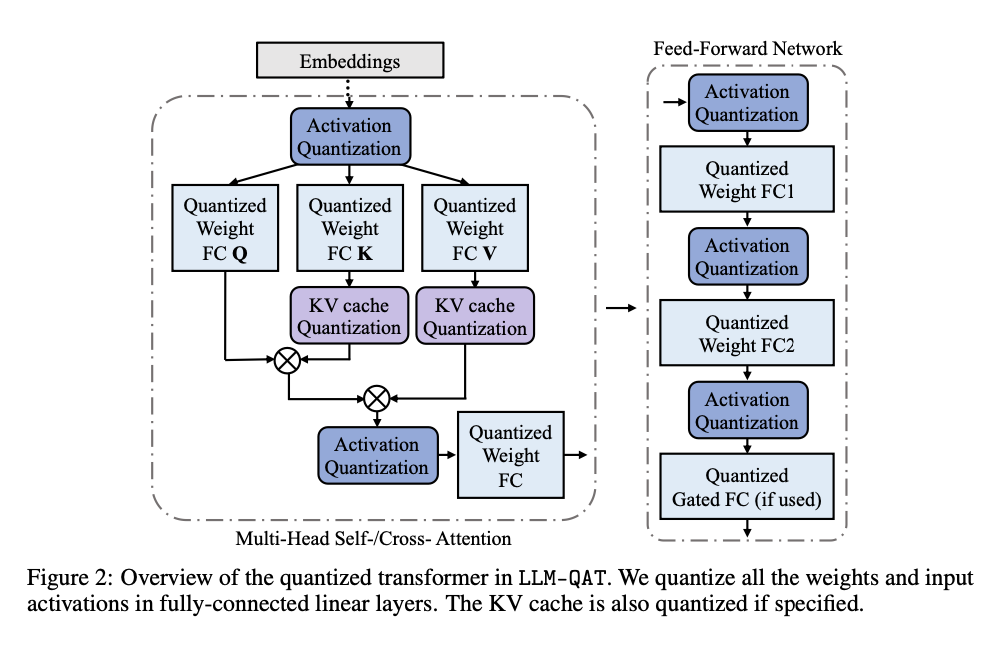 Embeddings
Activation
Quantization
Quantized
Weight
FC Q
Quantized
Weight
FC K
Quantized
Weight
FC V
KV cache
Quantization
KV cache
Quantization
Activation
Quantization
Quantized
Weight
FC
Multi-Head Self-/Cross- Attention
Feed-Forward Network
Activation
Quantization
Quantized
Weight FC1
Activation
Quantization
Quantized
Weight FC2
Activation
Quantization
Quantized
Gated FC (if used)
Figure 2: Overview of the quantized transformer in LLM-QAT. We quantize all the weights and input
activations in fully-connected linear layers. The KV cache is also quantized if specified.